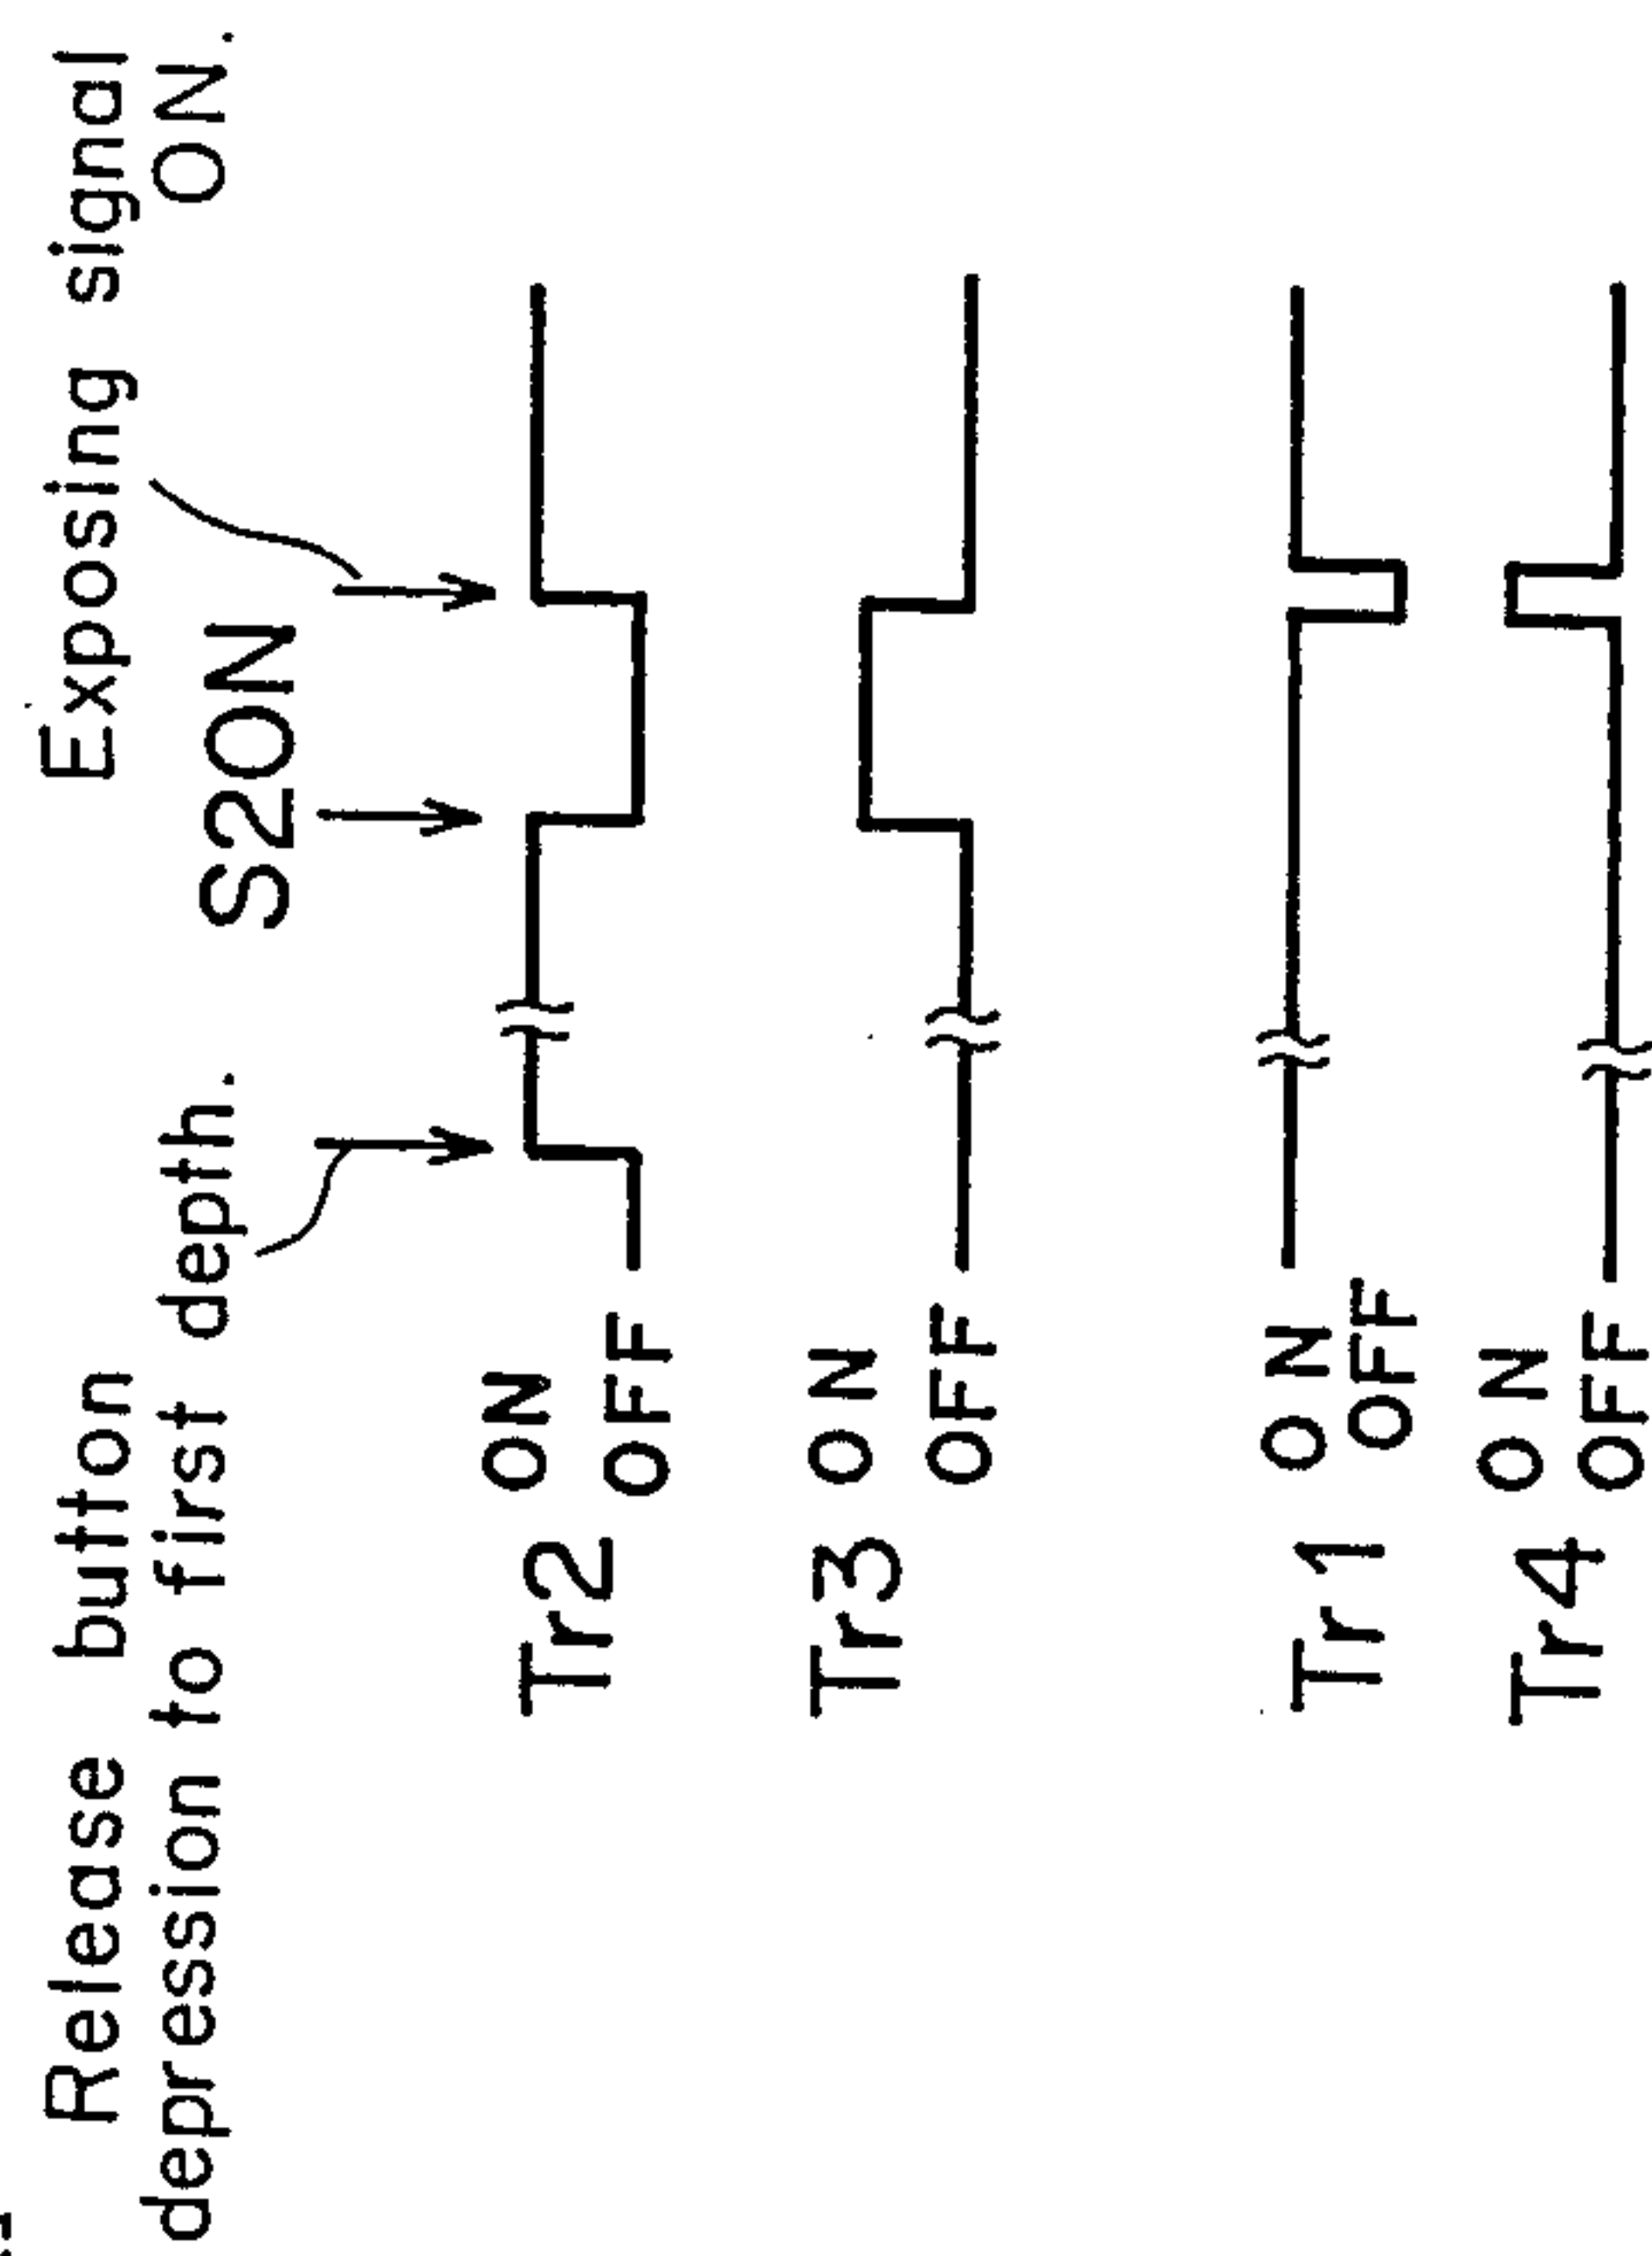 Release button
depression to first depth.
Exposing signal
ON.
S2ON
Tr2
ON
OFF
Tr3
ON
OFF
Tr1
ON
OFF
Tr4
ON
OFF